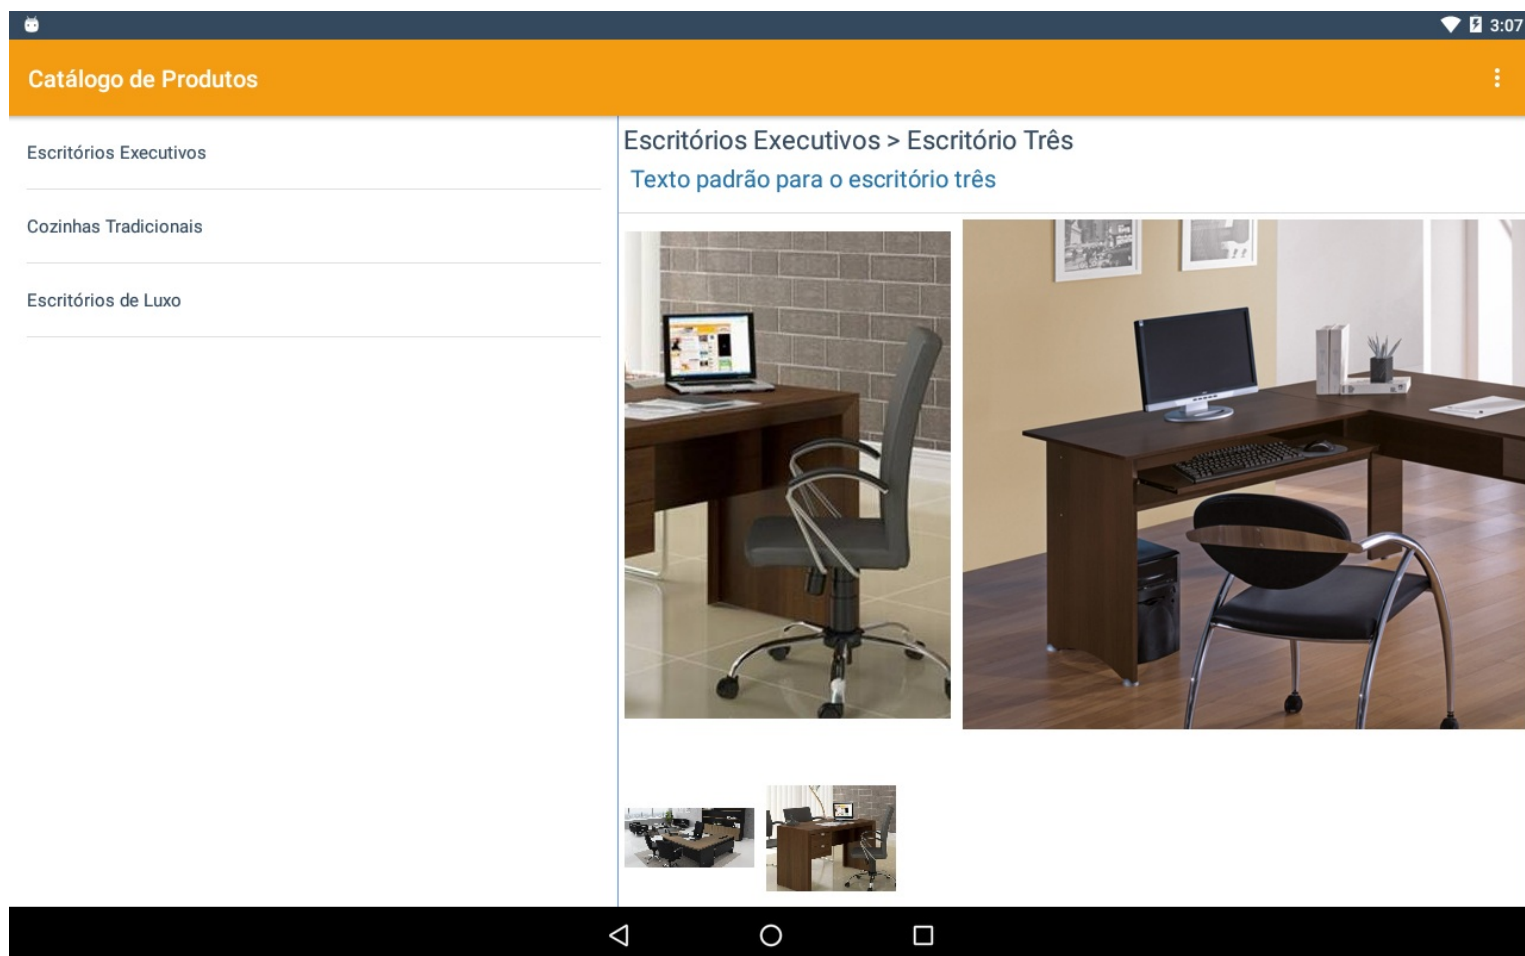 3:07
Catálogo de Produtos
Escritórios Executivos
Cozinhas Tradicionais
Escritórios de Luxo
Escritórios Executivos > Escritório Três
Texto padrão para o escritório três